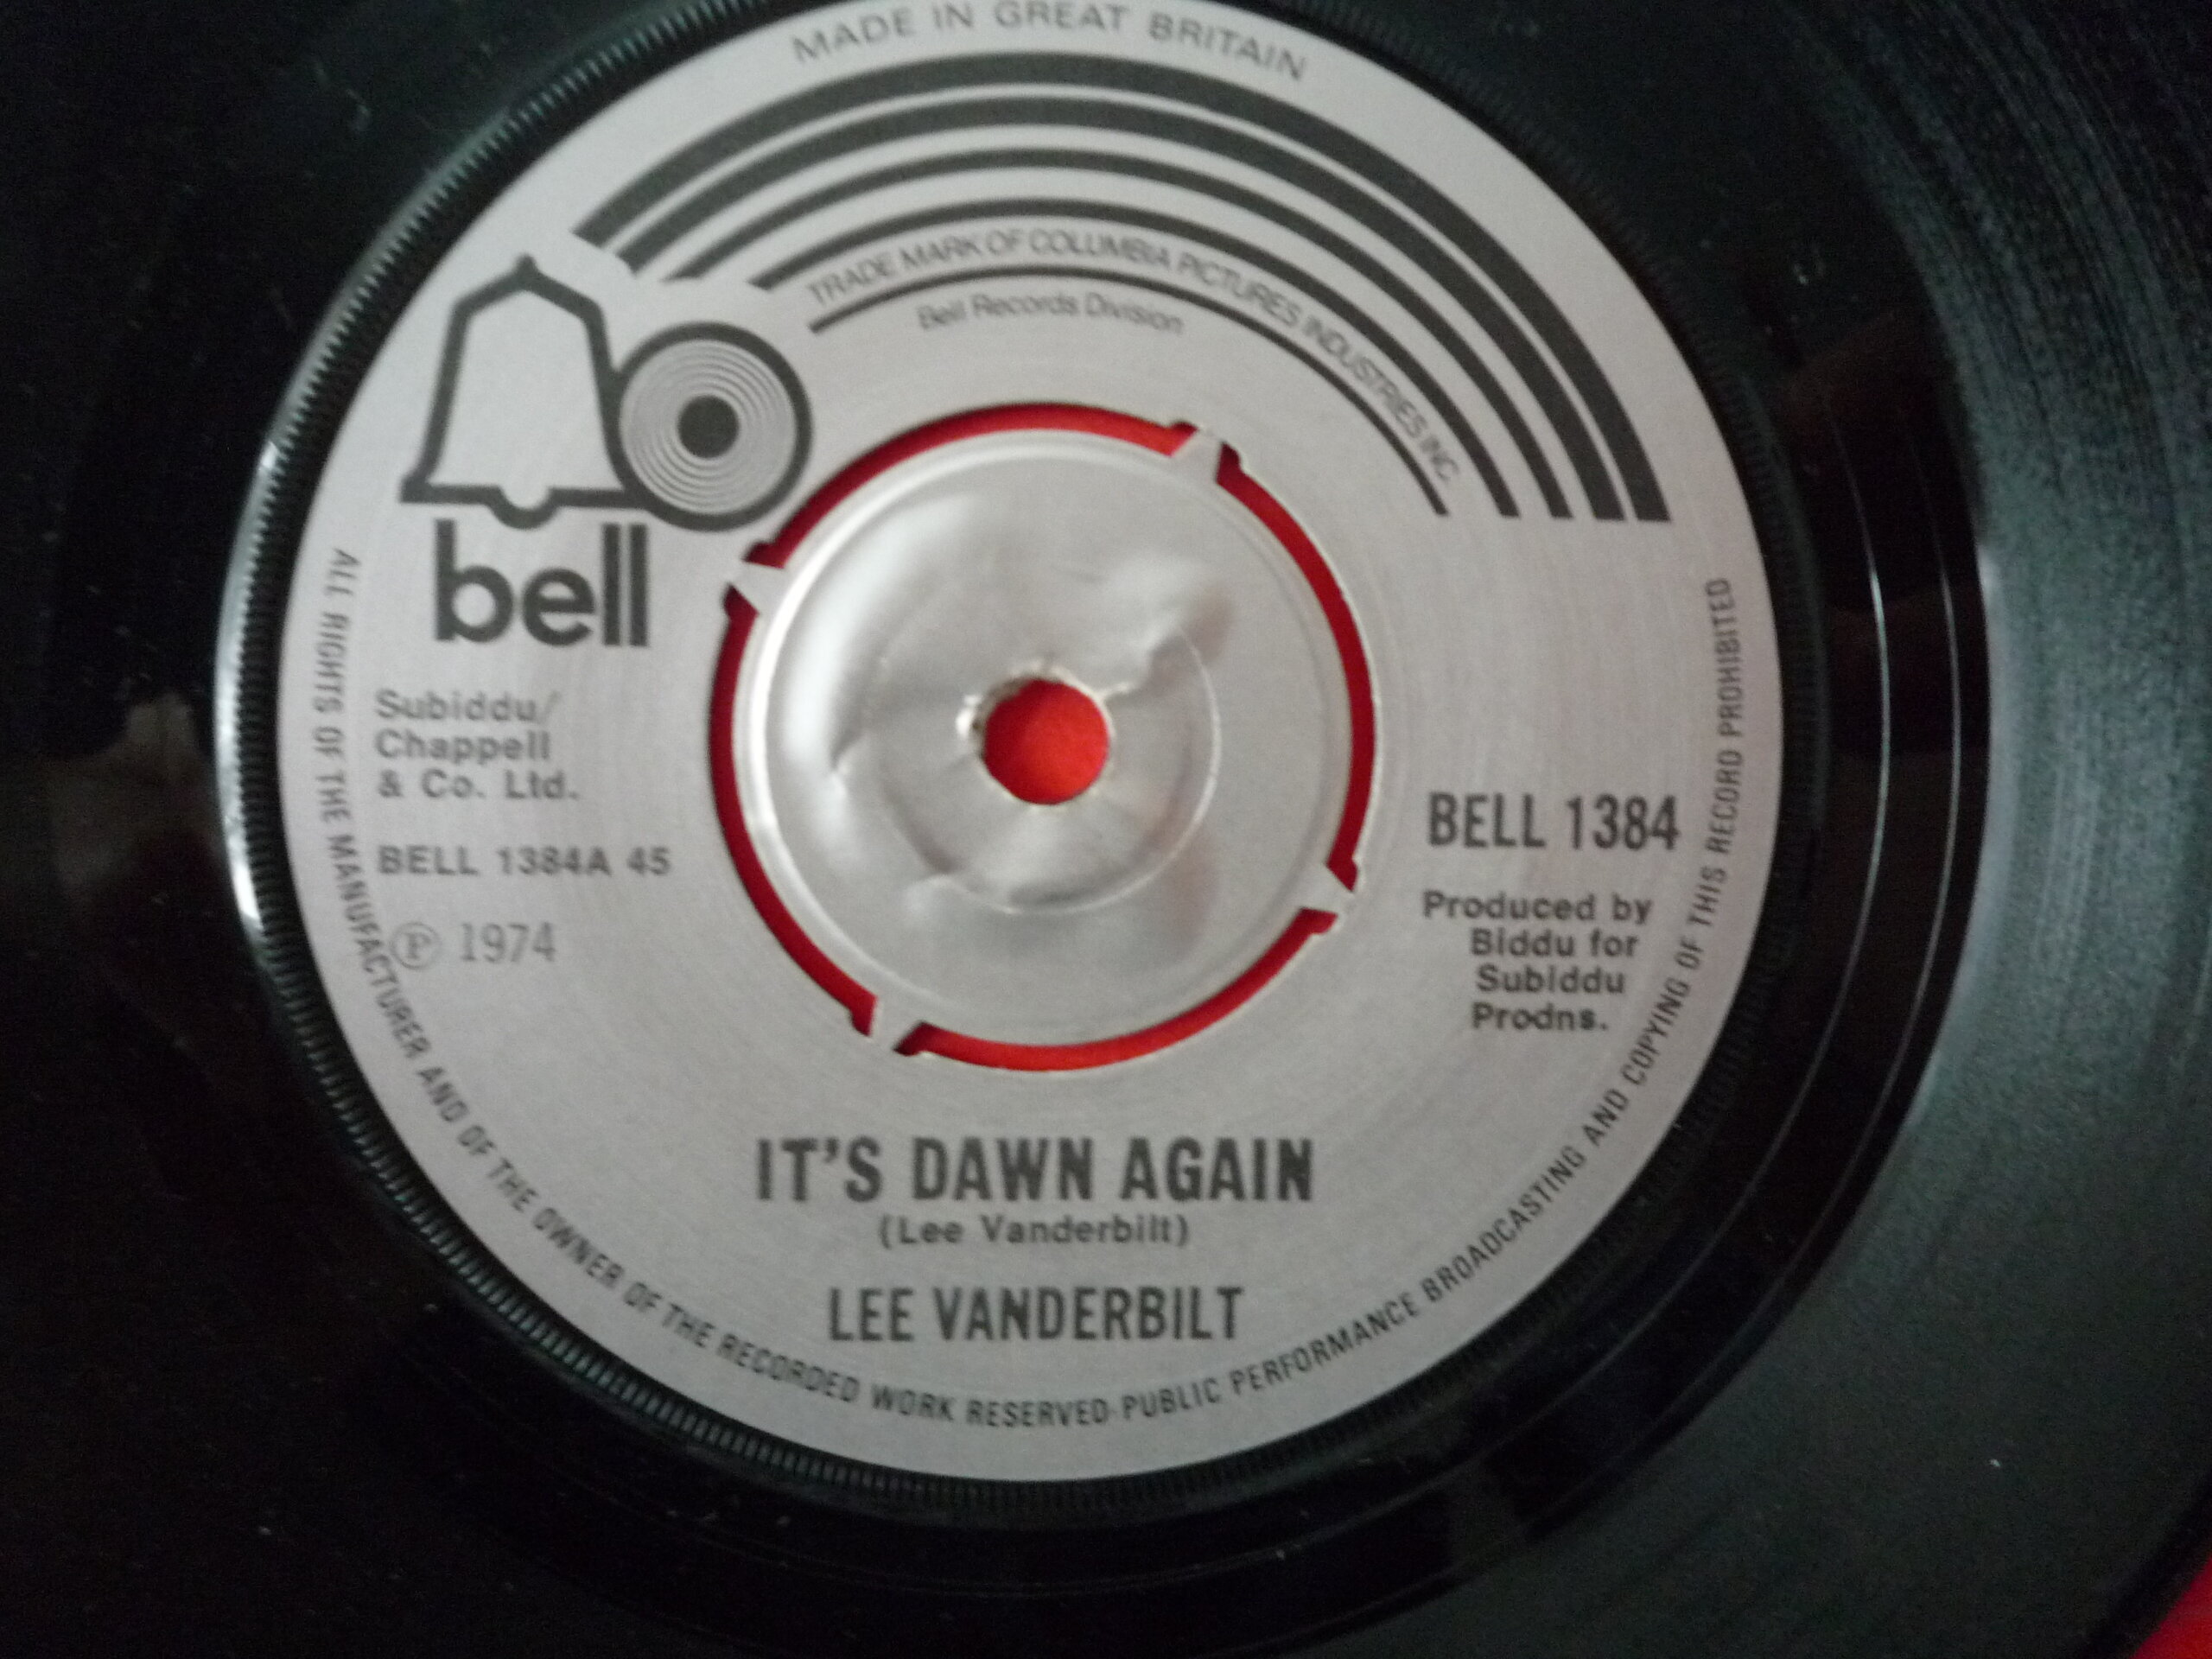 MADE IN GREAT BRITAIN
TRADE MARK OF COLUMBIA PICTURES INDUSTRIES INC.
Bell Records Division
bell
Subiddu/
Chappell
& Co. Ltd.
BELL 1384A 45
℗ 1974
BELL 1384
Produced by
Biddu for
Subiddu
Prodns.
IT'S DAWN AGAIN
(Lee Vanderbilt)
LEE VANDERBILT
ALL RIGHTS OF THE MANUFACTURER AND OF THE OWNER OF THE RECORDED WORK RESERVED·PUBLIC PERFORMANCE BROADCASTING AND COPYING OF THIS RECORD PROHIBITED